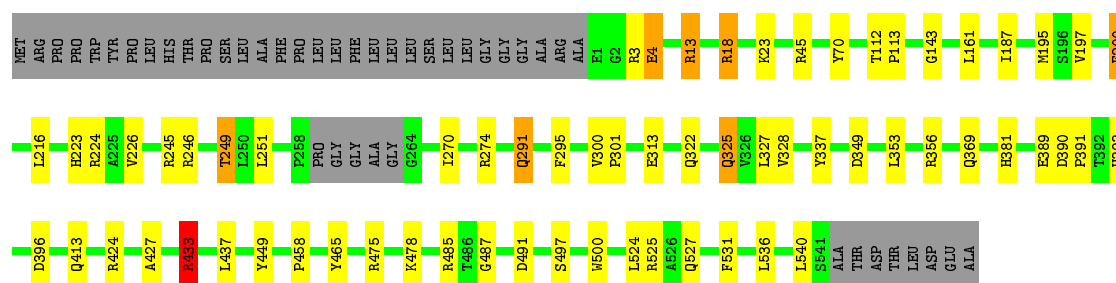 MET ARG PRO PRO TRP TYR PRO LEU HIS THR PRO SER LEU ALA PHE PRO LEU LEU PHE LEU LEU LEU SER LEU LEU GLY GLY GLY ALA ARG ALA E1 G2 R3 E4 R13 R18 K23 R45 Y70 T112 P113 G143 L161 I187 M195 S196 V197
L216 H223 R224 A225 V226 R245 R246 T249 L250 L251 P258 PRO GLY GLY ALA GLY G264 I270 R274 Q291 F295 V300 P301 E313 Q322 Q325 V326 L327 V328 Y337 D349 L353 R356 Q369 H381 E389 D390 P391 T392
D396 Q413 R424 A427 R433 L437 Y449 P458 Y465 R475 K478 R485 T486 G487 D491 S497 W500 L524 R525 A526 Q527 F531 L536 L540 S541 ALA THR ASP THR LEU ASP GLU ALA